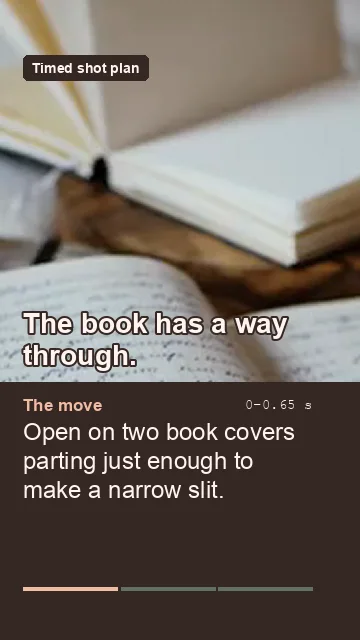 Timed shot plan
The book has a way
through.
The move
0–0.65 s
Open on two book covers
parting just enough to
make a narrow slit.